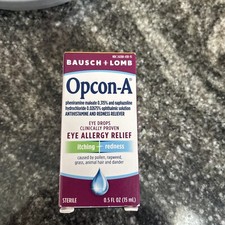 BAUSCH + LOMB
Opcon-A®
pheniramine maleate 0.315% and naphazoline
hydrochloride 0.02675% ophthalmic solution
ANTIHISTAMINE AND REDNESS RELIEVER
EYE DROPS
CLINICALLY PROVEN
EYE ALLERGY RELIEF
itching + redness
caused by pollen, ragweed,
grass, animal hair and dander
STERILE
0.5 FL OZ (15 mL)